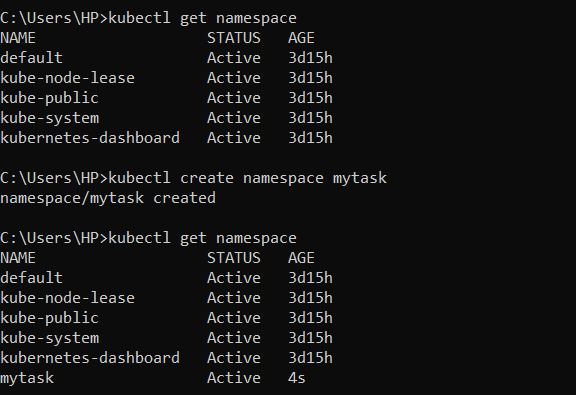 C:\Users\HP>kubectl get namespace
NAME                   STATUS   AGE
default                Active   3d15h
kube-node-lease        Active   3d15h
kube-public            Active   3d15h
kube-system            Active   3d15h
kubernetes-dashboard   Active   3d15h
C:\Users\HP>kubectl create namespace mytask
namespace/mytask created
C:\Users\HP>kubectl get namespace
NAME                   STATUS   AGE
default                Active   3d15h
kube-node-lease        Active   3d15h
kube-public            Active   3d15h
kube-system            Active   3d15h
kubernetes-dashboard   Active   3d15h
mytask                 Active   4s